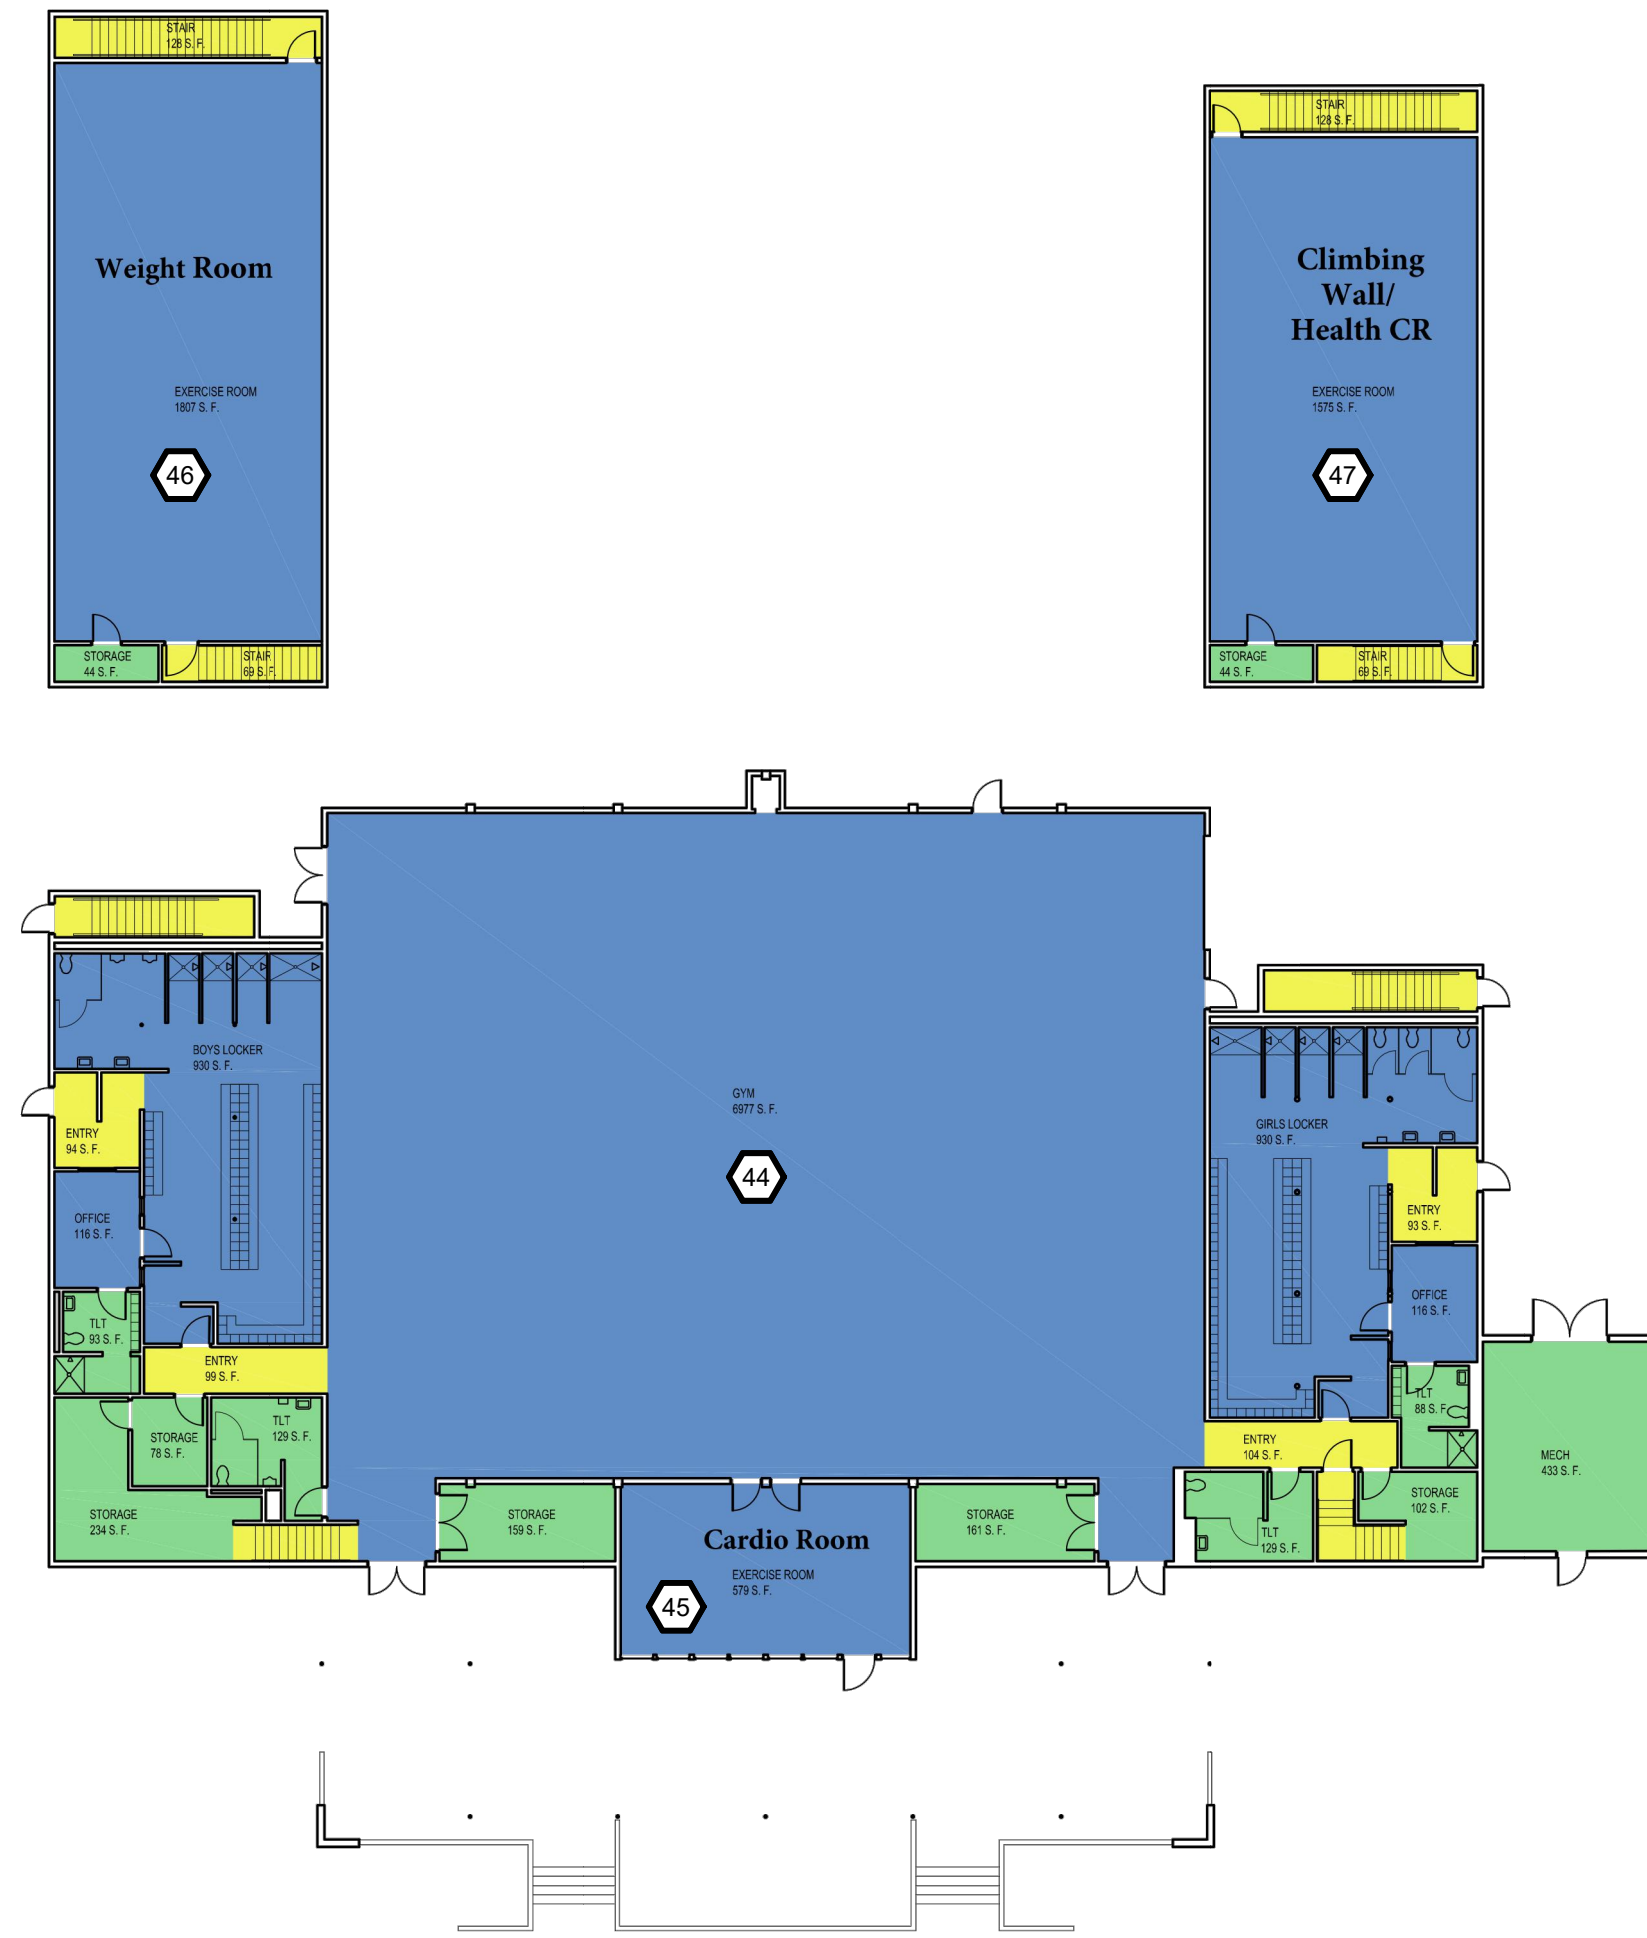 STAIR
128 S. F.
Weight Room
EXERCISE ROOM
1807 S. F.
46
STORAGE
44 S. F.
STAIR
69 S. F.
STAIR
128 S. F.
Climbing
Wall/
Health CR
EXERCISE ROOM
1575 S. F.
47
STORAGE
44 S. F.
STAIR
69 S. F.
BOYS LOCKER
930 S. F.
ENTRY
94 S. F.
OFFICE
116 S. F.
TLT
93 S. F.
ENTRY
99 S. F.
STORAGE
78 S. F.
TLT
129 S. F.
STORAGE
234 S. F.
GYM
6977 S. F.
44
STORAGE
159 S. F.
Cardio Room
EXERCISE ROOM
579 S. F.
45
STORAGE
161 S. F.
GIRLS LOCKER
930 S. F.
ENTRY
93 S. F.
OFFICE
116 S. F.
TLT
88 S. F.
ENTRY
104 S. F.
STORAGE
102 S. F.
TLT
129 S. F.
MECH
433 S. F.